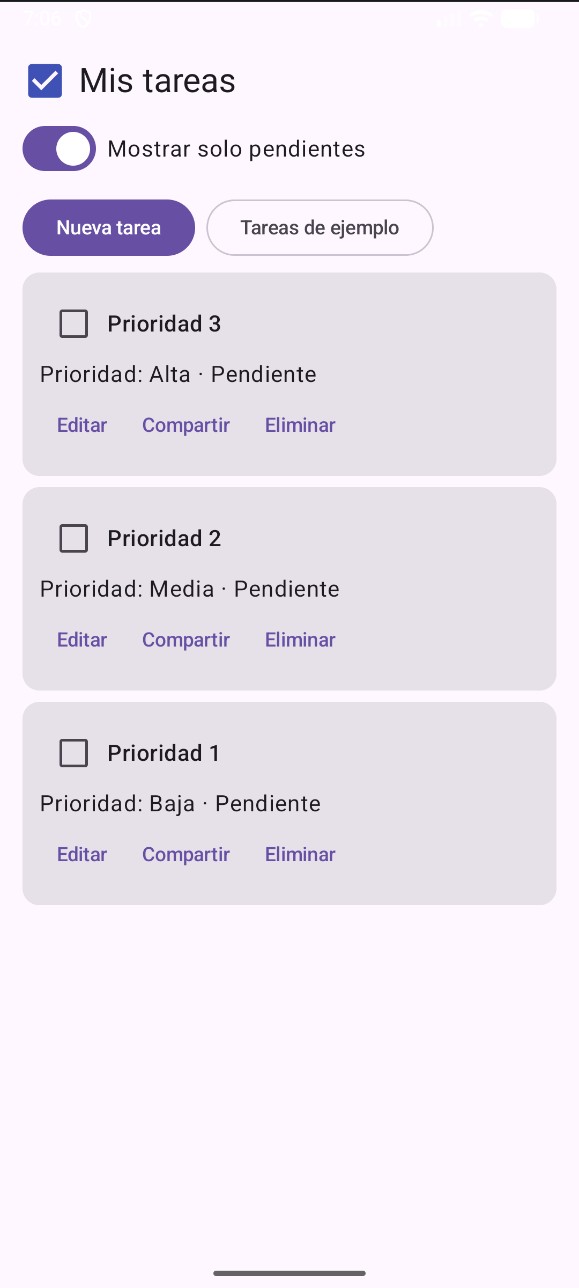 Mis tareas
Mostrar solo pendientes
Nueva tarea Tareas de ejemplo
Prioridad 3
Prioridad: Alta · Pendiente
Editar Compartir Eliminar
Prioridad 2
Prioridad: Media · Pendiente
Editar Compartir Eliminar
Prioridad 1
Prioridad: Baja · Pendiente
Editar Compartir Eliminar